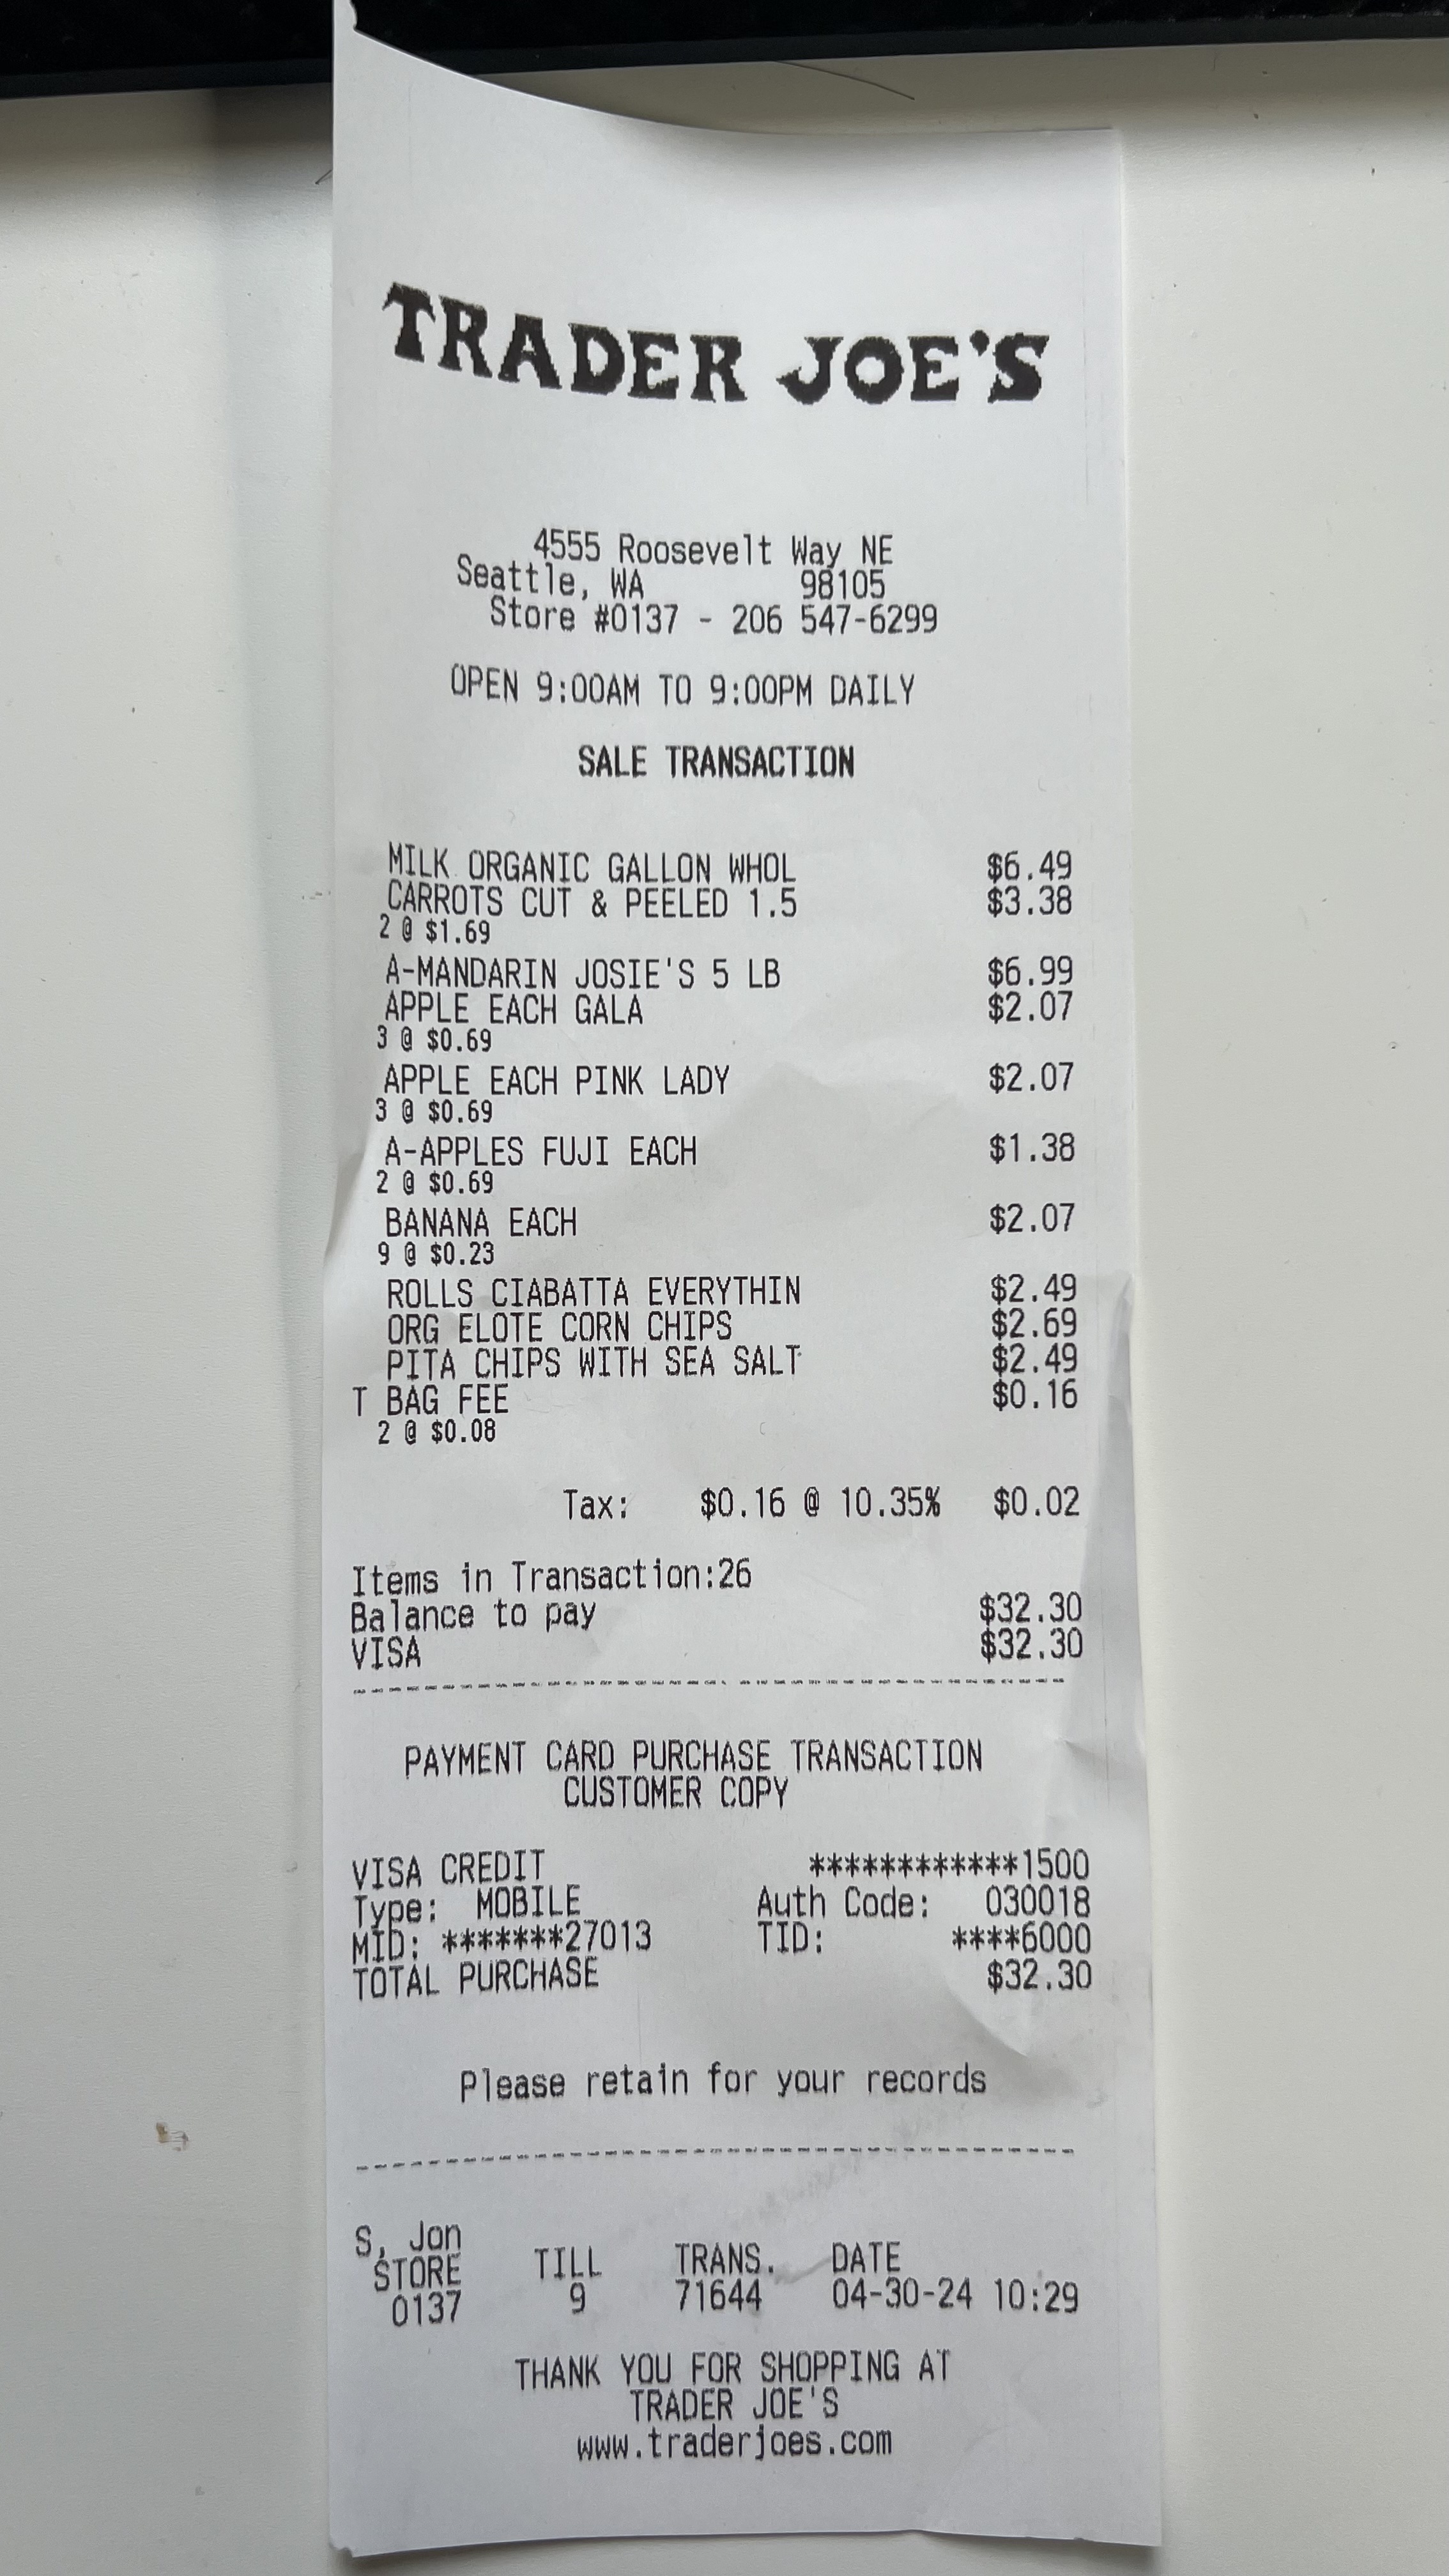 TRADER JOE'S
4555 Roosevelt Way NE
Seattle, WA 98105
Store #0137 - 206 547-6299
OPEN 9:00AM TO 9:00PM DAILY
SALE TRANSACTION
MILK ORGANIC GALLON WHOL $6.49
CARROTS CUT & PEELED 1.5 $3.38
2 @ $1.69
A-MANDARIN JOSIE'S 5 LB $6.99
APPLE EACH GALA $2.07
3 @ $0.69
APPLE EACH PINK LADY $2.07
3 @ $0.69
A-APPLES FUJI EACH $1.38
2 @ $0.69
BANANA EACH $2.07
9 @ $0.23
ROLLS CIABATTA EVERYTHIN $2.49
ORG ELOTE CORN CHIPS $2.69
PITA CHIPS WITH SEA SALT $2.49
T BAG FEE $0.16
2 @ $0.08
Tax: $0.16 @ 10.35% $0.02
Items in Transaction:26
Balance to pay $32.30
VISA $32.30
PAYMENT CARD PURCHASE TRANSACTION
CUSTOMER COPY
VISA CREDIT ************1500
Type: MOBILE Auth Code: 030018
MID: *******27013 TID: ****6000
TOTAL PURCHASE $32.30
Please retain for your records
S, Jon
STORE TILL TRANS. DATE
0137 9 71644 04-30-24 10:29
THANK YOU FOR SHOPPING AT
TRADER JOE'S
www.traderjoes.com